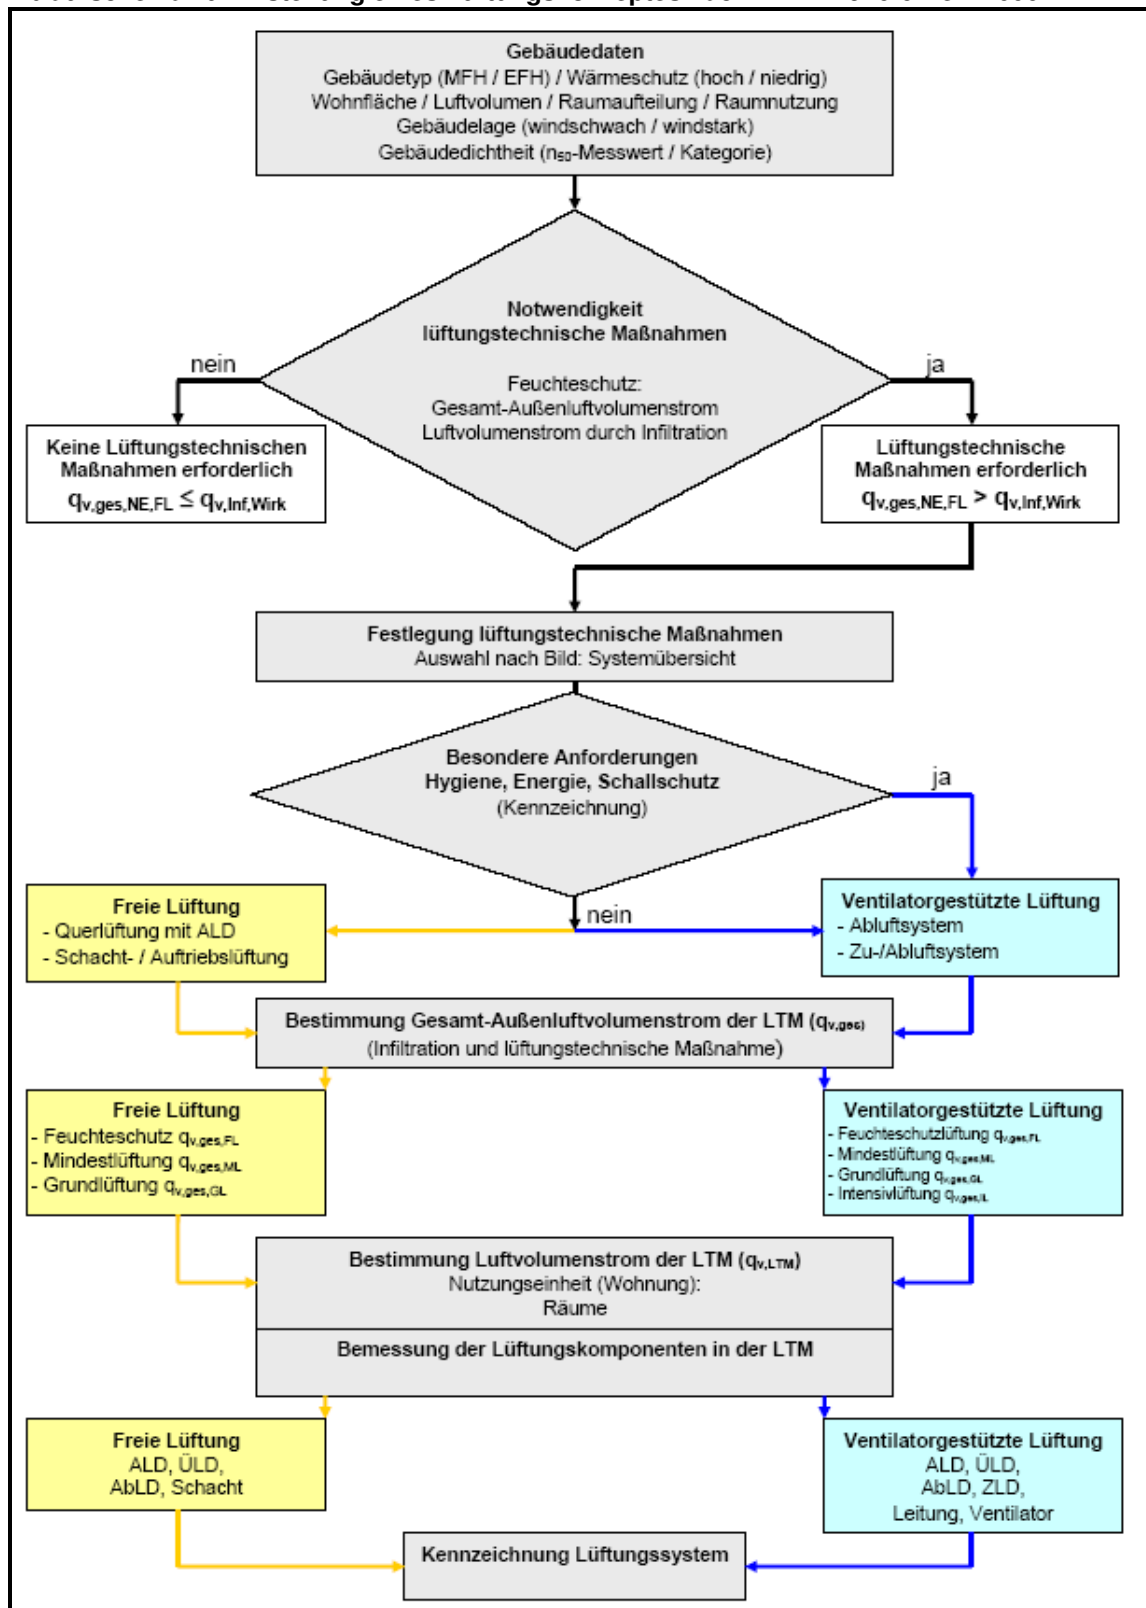 Gebäudedaten
Gebäudetyp (MFH / EFH) / Wärmeschutz (hoch / niedrig)
Wohnfläche / Luftvolumen / Raumaufteilung / Raumnutzung
Gebäudelage (windschwach / windstark)
Gebäudedichtheit (n50-Messwert / Kategorie)
Notwendigkeit
lüftungstechnische Maßnahmen
nein
ja
Feuchteschutz:
Gesamt-Außenluftvolumenstrom
Luftvolumenstrom durch Infiltration
Keine Lüftungstechnischen
Maßnahmen erforderlich
qv,ges,NE,FL ≤ qv,Inf,Wirk
Lüftungstechnische
Maßnahmen erforderlich
qv,ges,NE,FL > qv,Inf,Wirk
Festlegung lüftungstechnische Maßnahmen
Auswahl nach Bild: Systemübersicht
Besondere Anforderungen
Hygiene, Energie, Schallschutz
(Kennzeichnung)
ja
nein
Freie Lüftung
- Querlüftung mit ALD
- Schacht- / Auftriebslüftung
Ventilatorgestützte Lüftung
- Abluftsystem
- Zu-/Abluftsystem
Bestimmung Gesamt-Außenluftvolumenstrom der LTM (qv,ges)
(Infiltration und lüftungstechnische Maßnahme)
Freie Lüftung
- Feuchteschutz qv,ges,FL
- Mindestlüftung qv,ges,ML
- Grundlüftung qv,ges,GL
Ventilatorgestützte Lüftung
- Feuchteschutzlüftung qv,ges,FL
- Mindestlüftung qv,ges,ML
- Grundlüftung qv,ges,GL
- Intensivlüftung qv,ges,IL
Bestimmung Luftvolumenstrom der LTM (qv,LTM)
Nutzungseinheit (Wohnung):
Räume
Bemessung der Lüftungskomponenten in der LTM
Freie Lüftung
ALD, ÜLD,
AbLD, Schacht
Ventilatorgestützte Lüftung
ALD, ÜLD,
AbLD, ZLD,
Leitung, Ventilator
Kennzeichnung Lüftungssystem